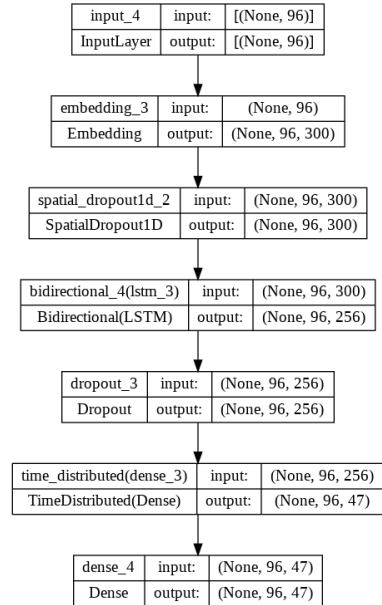 input_4 input: [(None, 96)]
InputLayer output: [(None, 96)]
embedding_3 input: (None, 96)
Embedding output: (None, 96, 300)
spatial_dropout1d_2 input: (None, 96, 300)
SpatialDropout1D output: (None, 96, 300)
bidirectional_4(lstm_3) input: (None, 96, 300)
Bidirectional(LSTM) output: (None, 96, 256)
dropout_3 input: (None, 96, 256)
Dropout output: (None, 96, 256)
time_distributed(dense_3) input: (None, 96, 256)
TimeDistributed(Dense) output: (None, 96, 47)
dense_4 input: (None, 96, 47)
Dense output: (None, 96, 47)